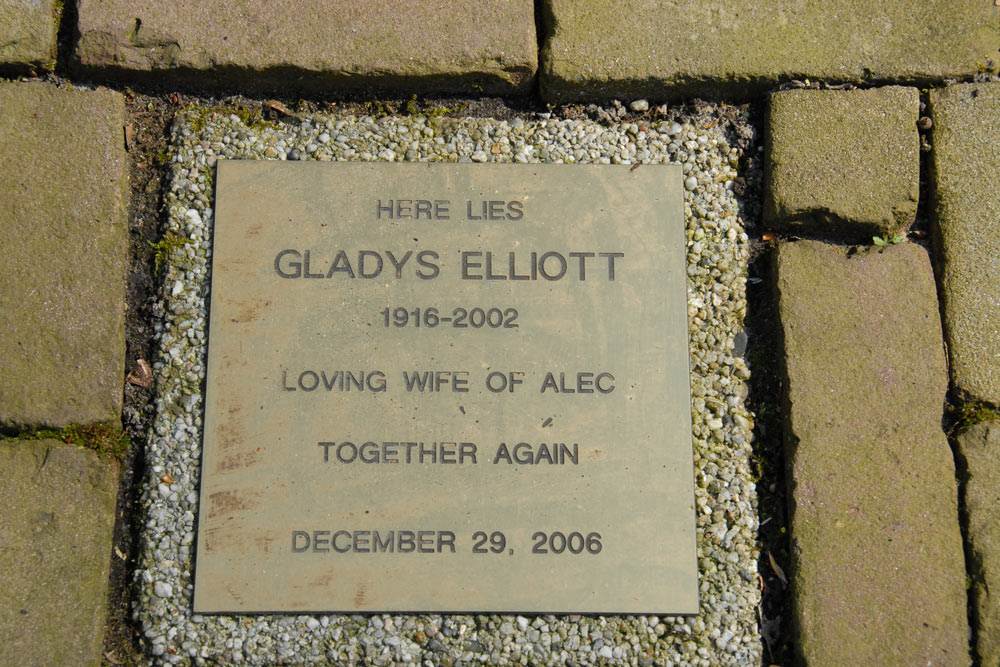 HERE LIES
GLADYS ELLIOTT
1916-2002
LOVING WIFE OF ALEC
TOGETHER AGAIN
DECEMBER 29, 2006